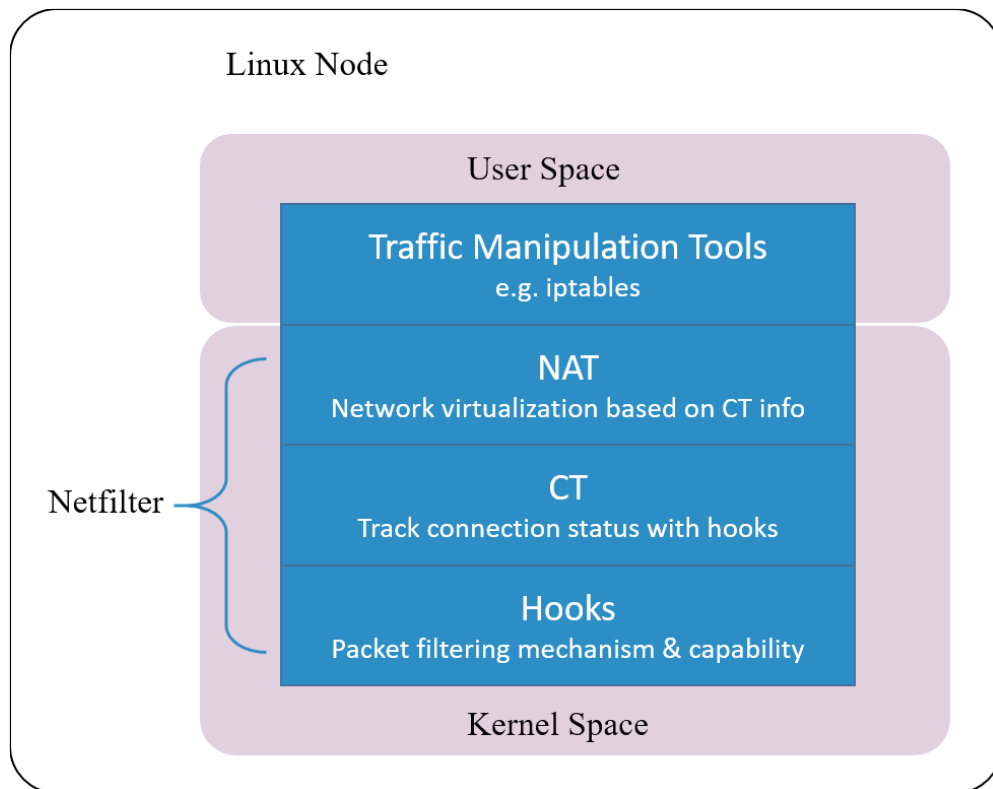 Linux Node
User Space
Traffic Manipulation Tools
e.g. iptables
NAT
Network virtualization based on CT info
CT
Track connection status with hooks
Netfilter
Hooks
Packet filtering mechanism & capability
Kernel Space